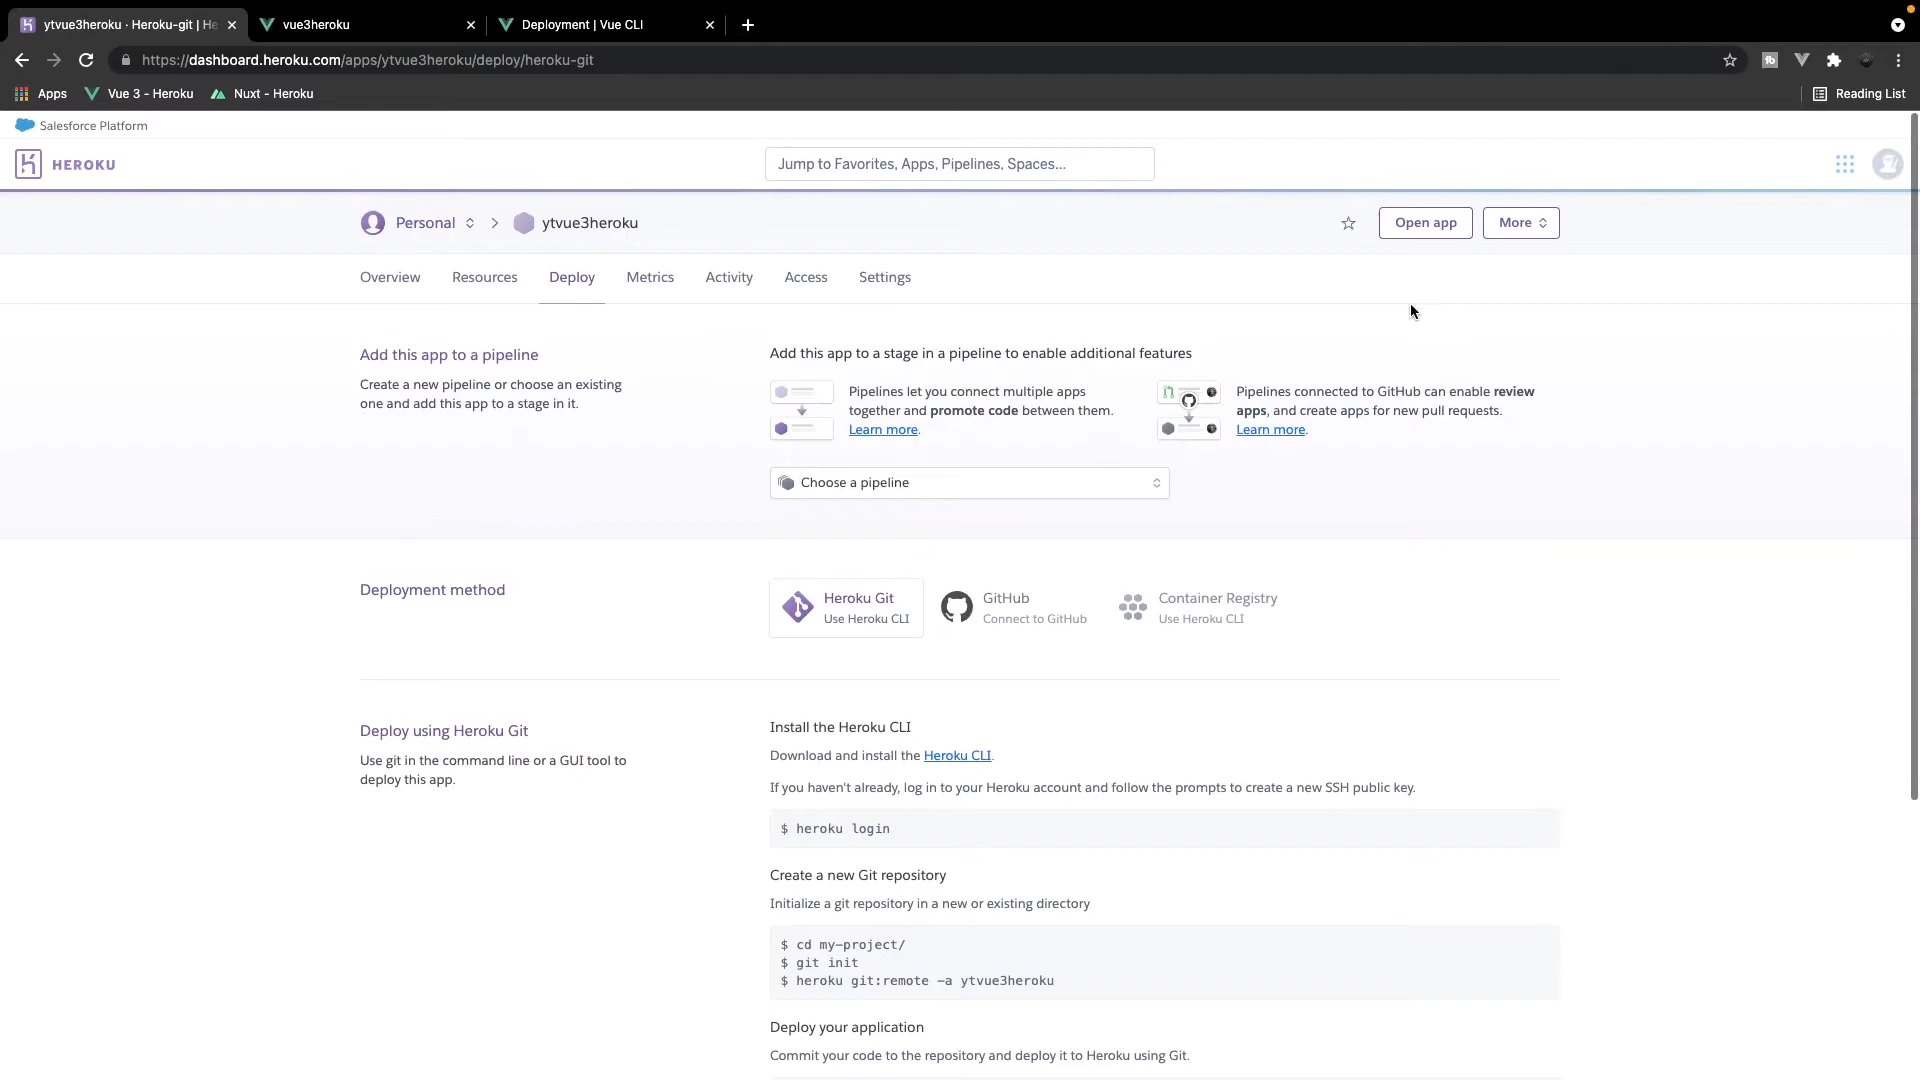 ytvue3heroku · Heroku-git | He
vue3heroku
Deployment | Vue CLI
https://dashboard.heroku.com/apps/ytvue3heroku/deploy/heroku-git
Apps
Vue 3 - Heroku
Nuxt - Heroku
Reading List
Salesforce Platform
HEROKU
Jump to Favorites, Apps, Pipelines, Spaces...
Personal
ytvue3heroku
Open app
More
Overview
Resources
Deploy
Metrics
Activity
Access
Settings
Add this app to a pipeline
Create a new pipeline or choose an existing
one and add this app to a stage in it.
Add this app to a stage in a pipeline to enable additional features
Pipelines let you connect multiple apps
together and promote code between them.
Learn more.
Pipelines connected to GitHub can enable review
apps, and create apps for new pull requests.
Learn more.
Choose a pipeline
Deployment method
Heroku Git
Use Heroku CLI
GitHub
Connect to GitHub
Container Registry
Use Heroku CLI
Deploy using Heroku Git
Use git in the command line or a GUI tool to
deploy this app.
Install the Heroku CLI
Download and install the Heroku CLI.
If you haven't already, log in to your Heroku account and follow the prompts to create a new SSH public key.
$ heroku login
Create a new Git repository
Initialize a git repository in a new or existing directory
$ cd my-project/
$ git init
$ heroku git:remote -a ytvue3heroku
Deploy your application
Commit your code to the repository and deploy it to Heroku using Git.